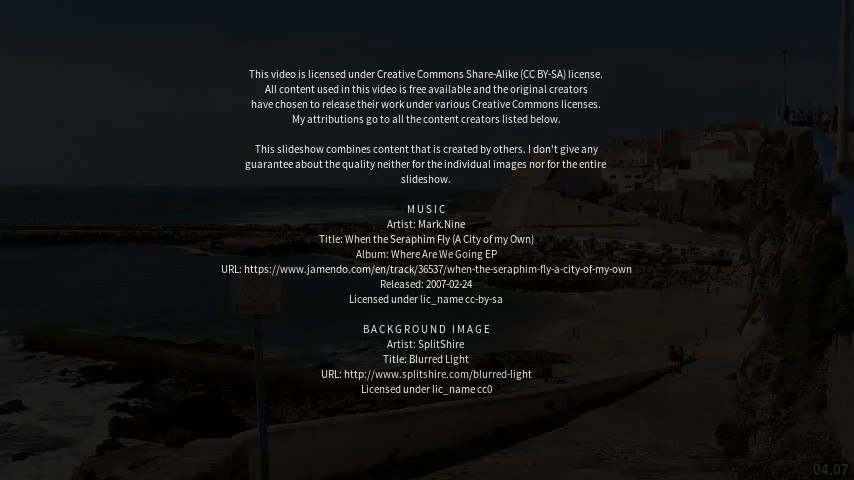 This video is licensed under Creative Commons Share-Alike (CC BY-SA) license.
All content used in this video is free available and the original creators
have chosen to release their work under various Creative Commons licenses.
My attributions go to all the content creators listed below.
This slideshow combines content that is created by others. I don't give any
guarantee about the quality neither for the individual images nor for the entire
slideshow.
MUSIC
Artist: Mark.Nine
Title: When the Seraphim Fly (A City of my Own)
Album: Where Are We Going EP
URL: https://www.jamendo.com/en/track/36537/when-the-seraphim-fly-a-city-of-my-own
Released: 2007-02-24
Licensed under lic_name cc-by-sa
BACKGROUND IMAGE
Artist: SplitShire
Title: Blurred Light
URL: http://www.splitshire.com/blurred-light
Licensed under lic_name cc0
04.07